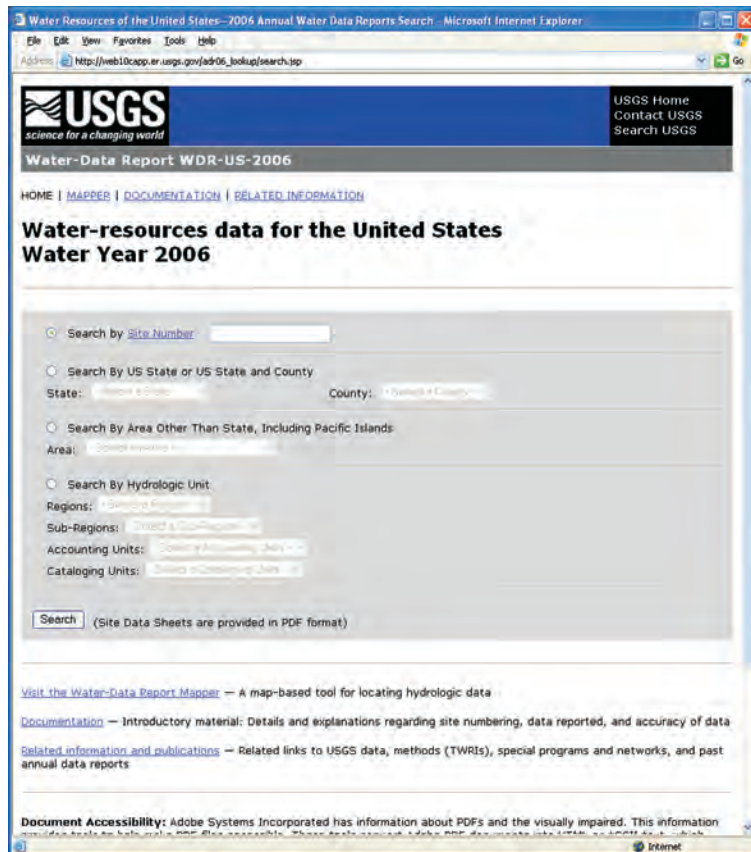 Water Resources of the United States—2006 Annual Water Data Reports Search - Microsoft Internet Explorer
File Edit View Favorites Tools Help
Address http://web10capp.er.usgs.gov/adr06_lookup/search.jsp Go
USGS
science for a changing world
USGS Home
Contact USGS
Search USGS
Water-Data Report WDR-US-2006
HOME | MAPPER | DOCUMENTATION | RELATED INFORMATION
Water-resources data for the United States
Water Year 2006
Search by Site Number
Search By US State or US State and County
State: County:
Search By Area Other Than State, Including Pacific Islands
Area:
Search By Hydrologic Unit
Regions:
Sub-Regions:
Accounting Units:
Cataloging Units:
Search (Site Data Sheets are provided in PDF format)
Visit the Water-Data Report Mapper — A map-based tool for locating hydrologic data
Documentation — Introductory material: Details and explanations regarding site numbering, data reported, and accuracy of data
Related information and publications — Related links to USGS data, methods (TWRIs), special programs and networks, and past
annual data reports
Document Accessibility: Adobe Systems Incorporated has information about PDFs and the visually impaired. This information
Internet